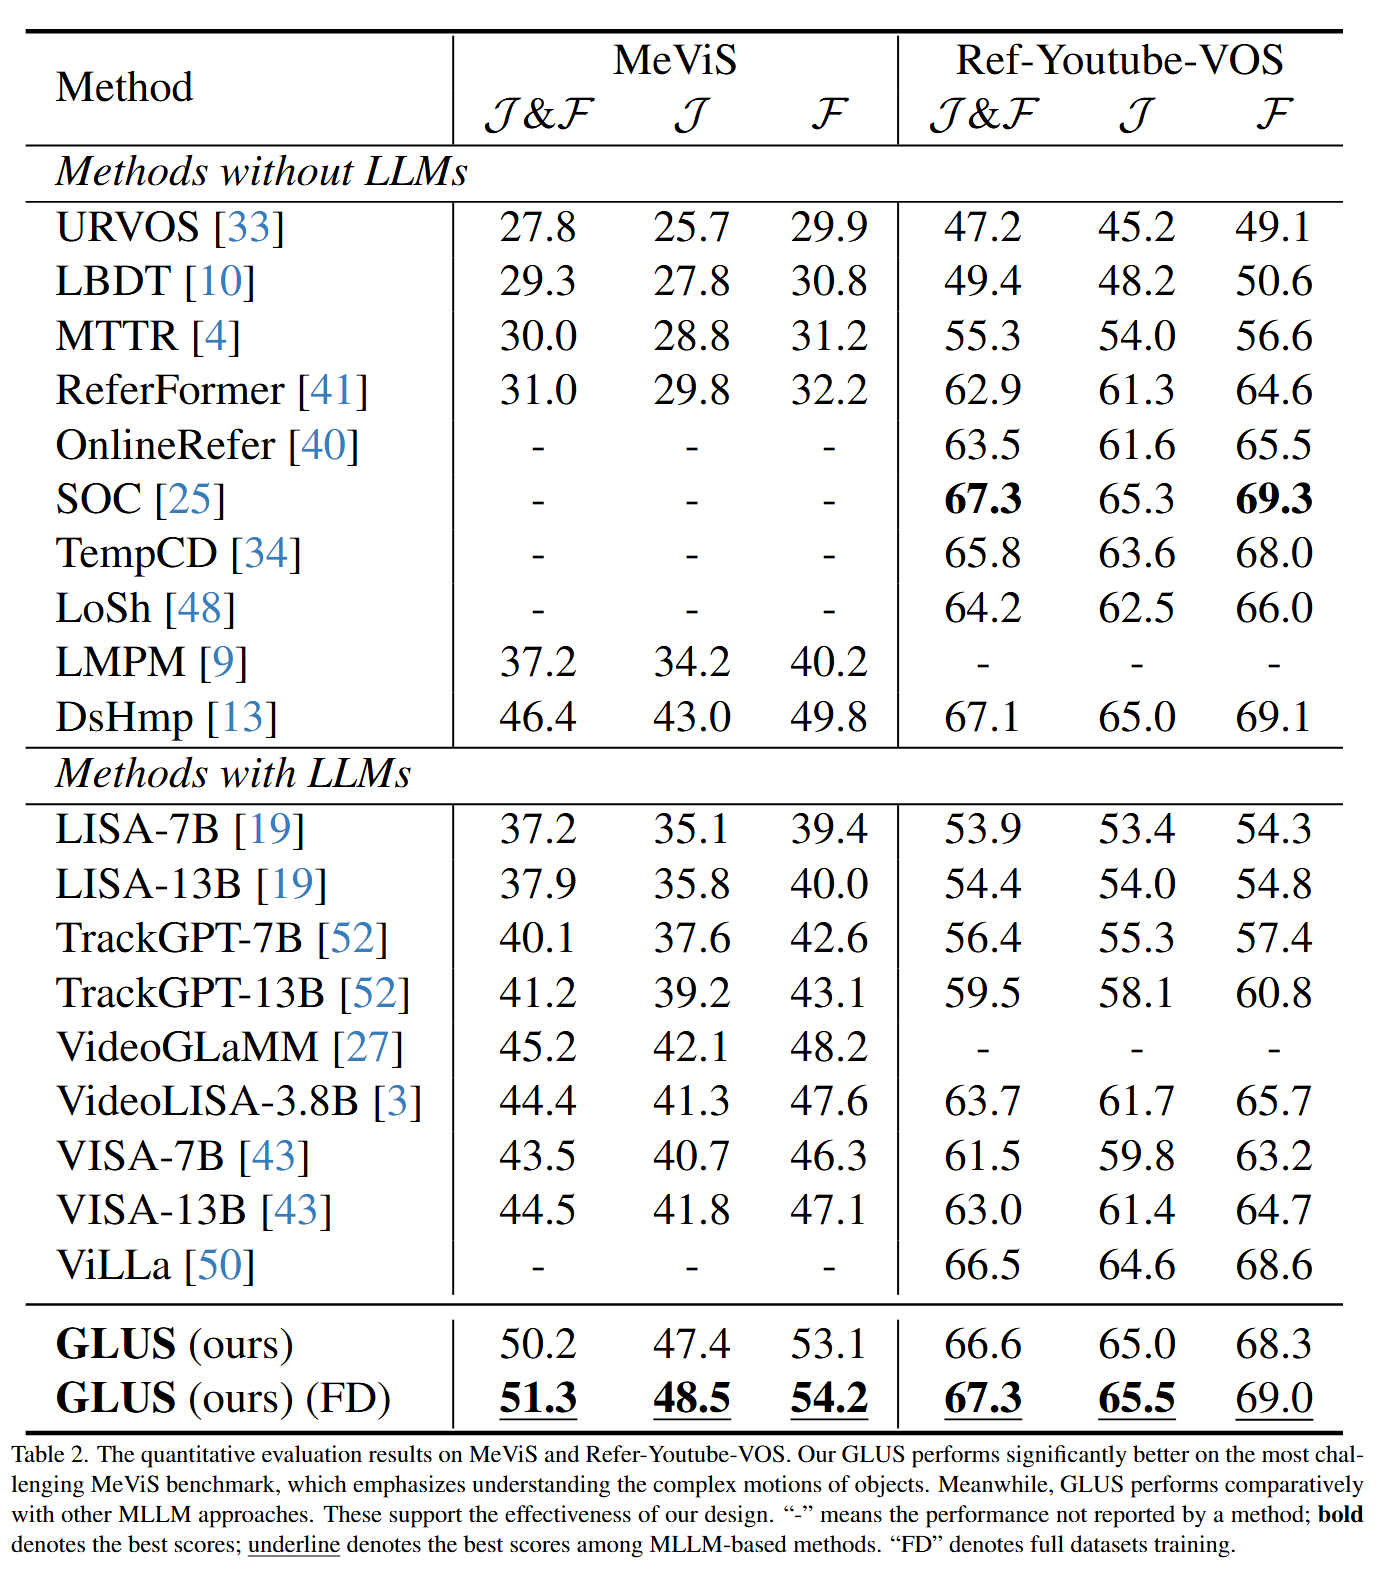 Method MeViS Ref-Youtube-VOS
𝒥&ℱ 𝒥 ℱ 𝒥&ℱ 𝒥 ℱ
Methods without LLMs
URVOS [33] 27.8 25.7 29.9 47.2 45.2 49.1
LBDT [10] 29.3 27.8 30.8 49.4 48.2 50.6
MTTR [4] 30.0 28.8 31.2 55.3 54.0 56.6
ReferFormer [41] 31.0 29.8 32.2 62.9 61.3 64.6
OnlineRefer [40] - - - 63.5 61.6 65.5
SOC [25] - - - 67.3 65.3 69.3
TempCD [34] - - - 65.8 63.6 68.0
LoSh [48] - - - 64.2 62.5 66.0
LMPM [9] 37.2 34.2 40.2 - - -
DsHmp [13] 46.4 43.0 49.8 67.1 65.0 69.1
Methods with LLMs
LISA-7B [19] 37.2 35.1 39.4 53.9 53.4 54.3
LISA-13B [19] 37.9 35.8 40.0 54.4 54.0 54.8
TrackGPT-7B [52] 40.1 37.6 42.6 56.4 55.3 57.4
TrackGPT-13B [52] 41.2 39.2 43.1 59.5 58.1 60.8
VideoGLaMM [27] 45.2 42.1 48.2 - - -
VideoLISA-3.8B [3] 44.4 41.3 47.6 63.7 61.7 65.7
VISA-7B [43] 43.5 40.7 46.3 61.5 59.8 63.2
VISA-13B [43] 44.5 41.8 47.1 63.0 61.4 64.7
ViLLa [50] - - - 66.5 64.6 68.6
GLUS (ours) 50.2 47.4 53.1 66.6 65.0 68.3
GLUS (ours) (FD) 51.3 48.5 54.2 67.3 65.5 69.0
Table 2. The quantitative evaluation results on MeViS and Refer-Youtube-VOS. Our GLUS performs significantly better on the most chal-
lenging MeViS benchmark, which emphasizes understanding the complex motions of objects. Meanwhile, GLUS performs comparatively
with other MLLM approaches. These support the effectiveness of our design. “-” means the performance not reported by a method; bold
denotes the best scores; underline denotes the best scores among MLLM-based methods. “FD” denotes full datasets training.